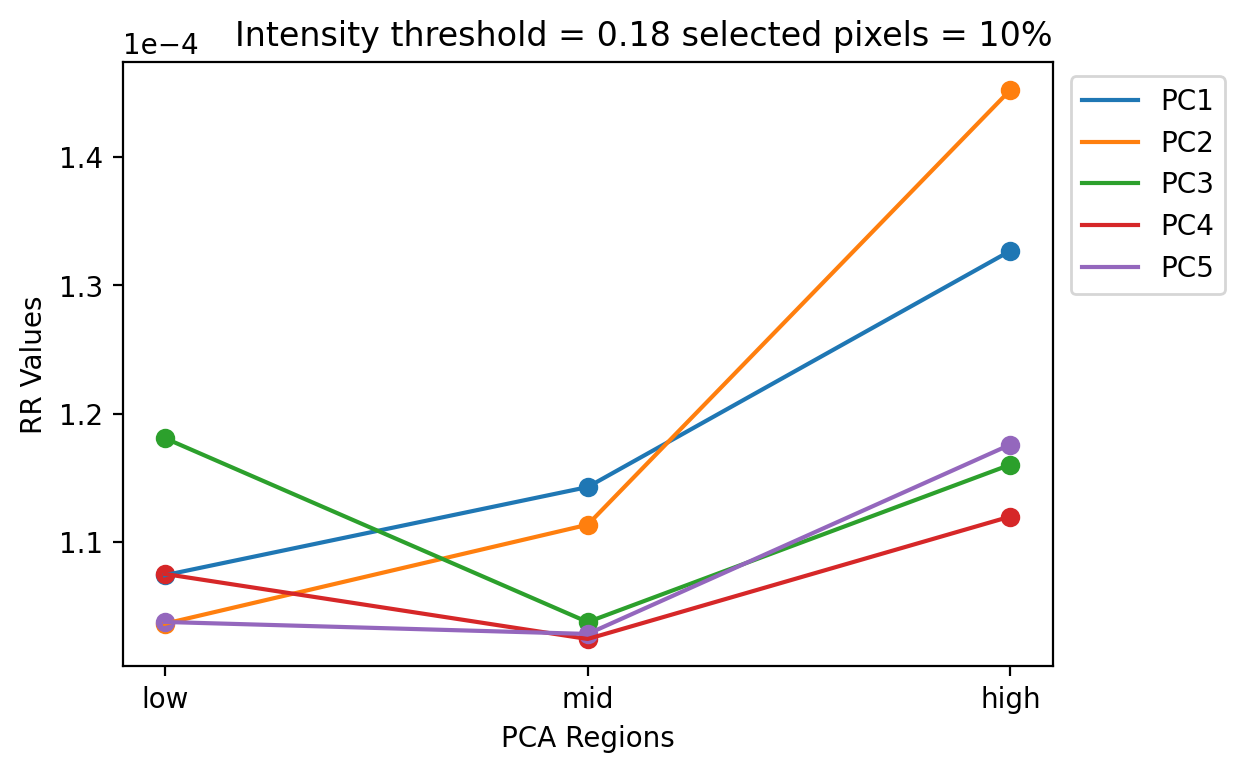 1e−4
Intensity threshold = 0.18 selected pixels = 10%
1.4
1.3
1.2
1.1
RR Values
low
mid
high
PCA Regions
PC1
PC2
PC3
PC4
PC5